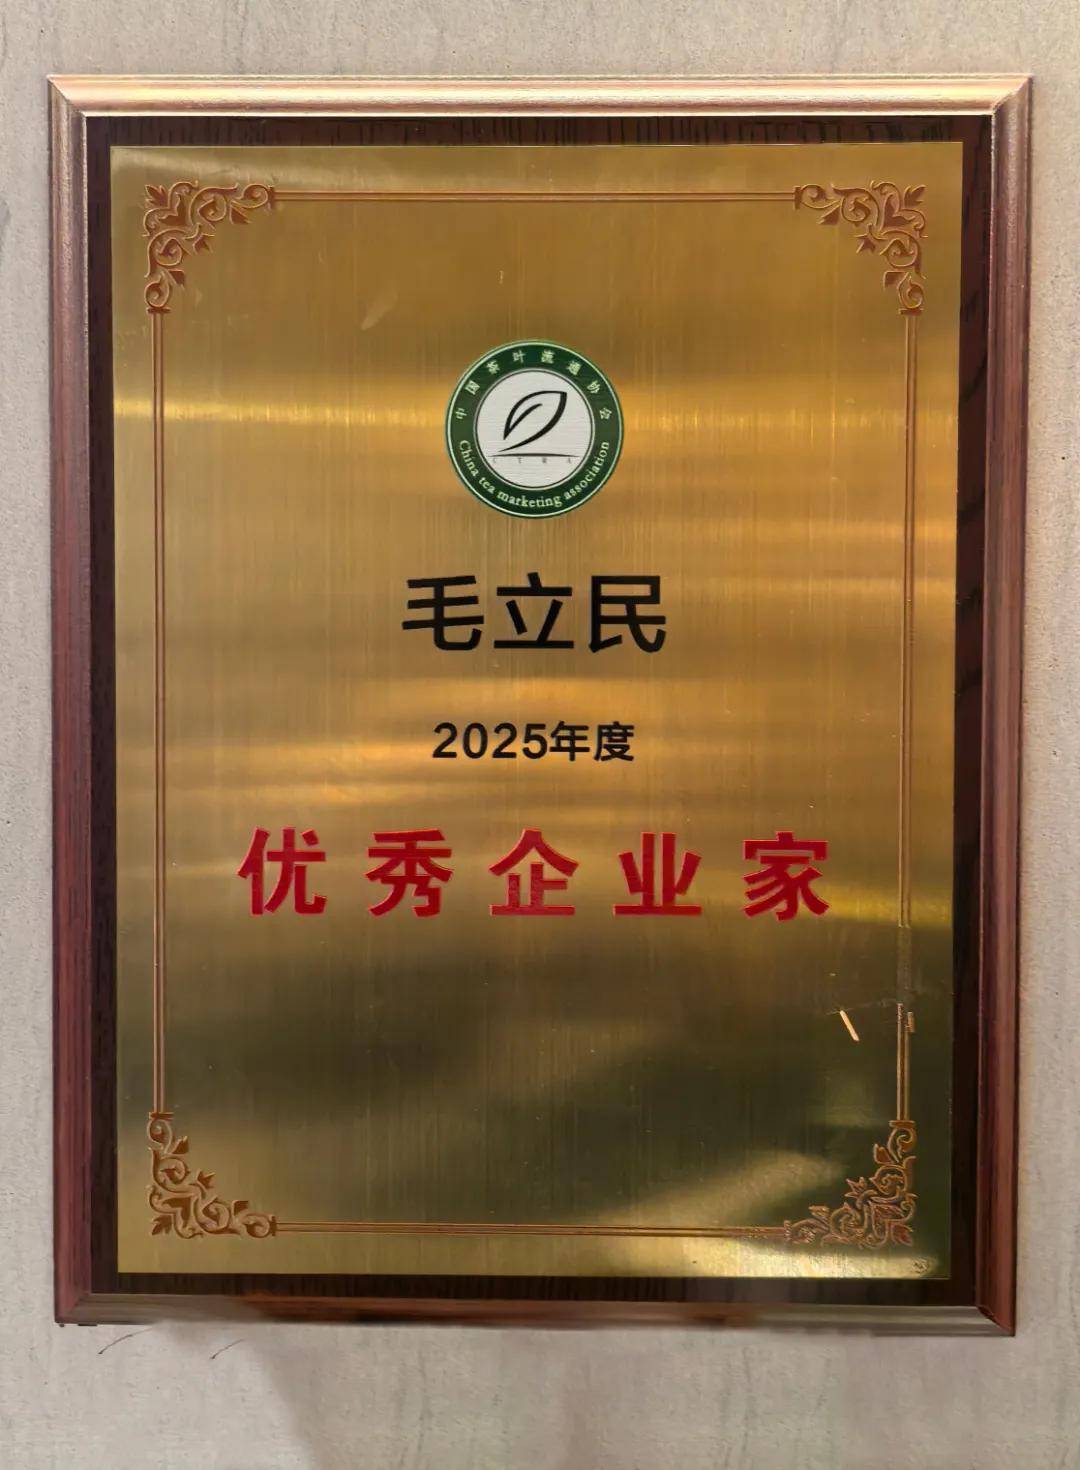 中国茶叶流通协会
CTMA
China tea marketing association
毛立民
2025年度
优秀企业家